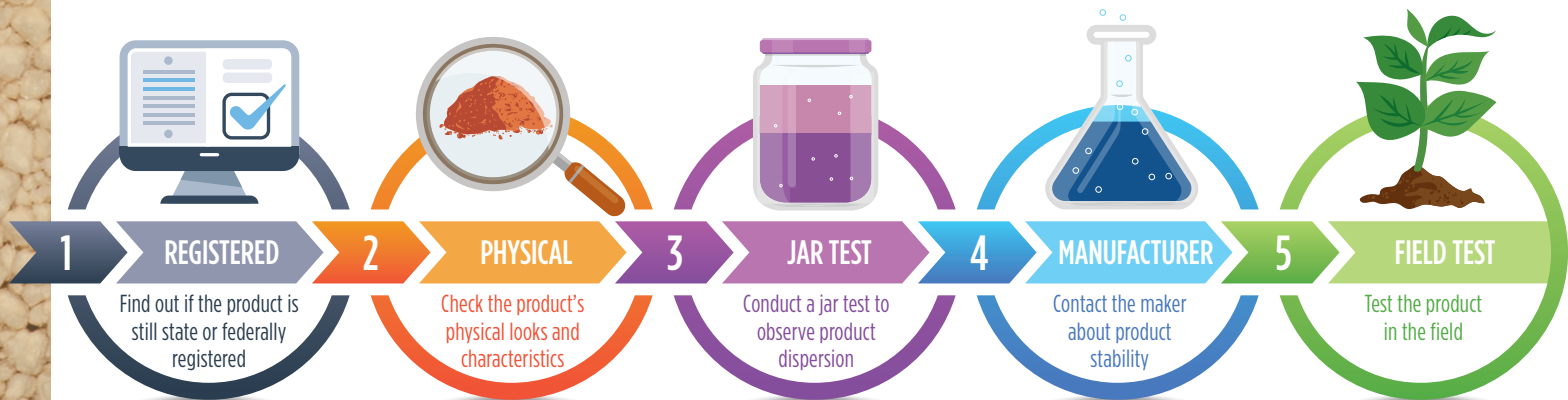 1
REGISTERED
Find out if the product is
still state or federally
registered
2
PHYSICAL
Check the product's
physical looks and
characteristics
3
JAR TEST
Conduct a jar test to
observe product
dispersion
4
MANUFACTURER
Contact the maker
about product
stability
5
FIELD TEST
Test the product
in the field